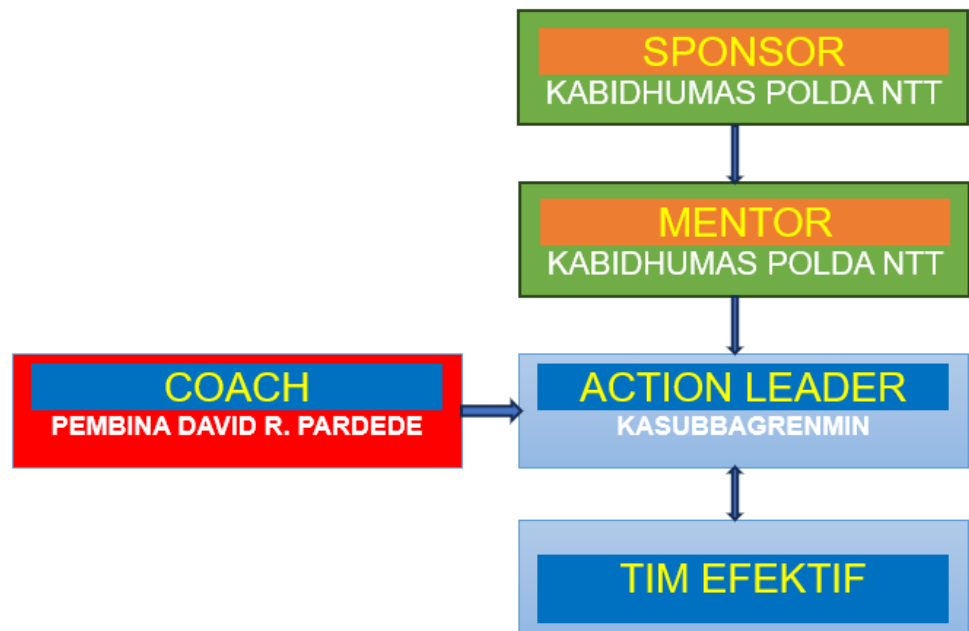 SPONSOR
KABIDHUMAS POLDA NTT
MENTOR
KABIDHUMAS POLDA NTT
COACH
PEMBINA DAVID R. PARDEDE
ACTION LEADER
KASUBBAGRENMIN
TIM EFEKTIF